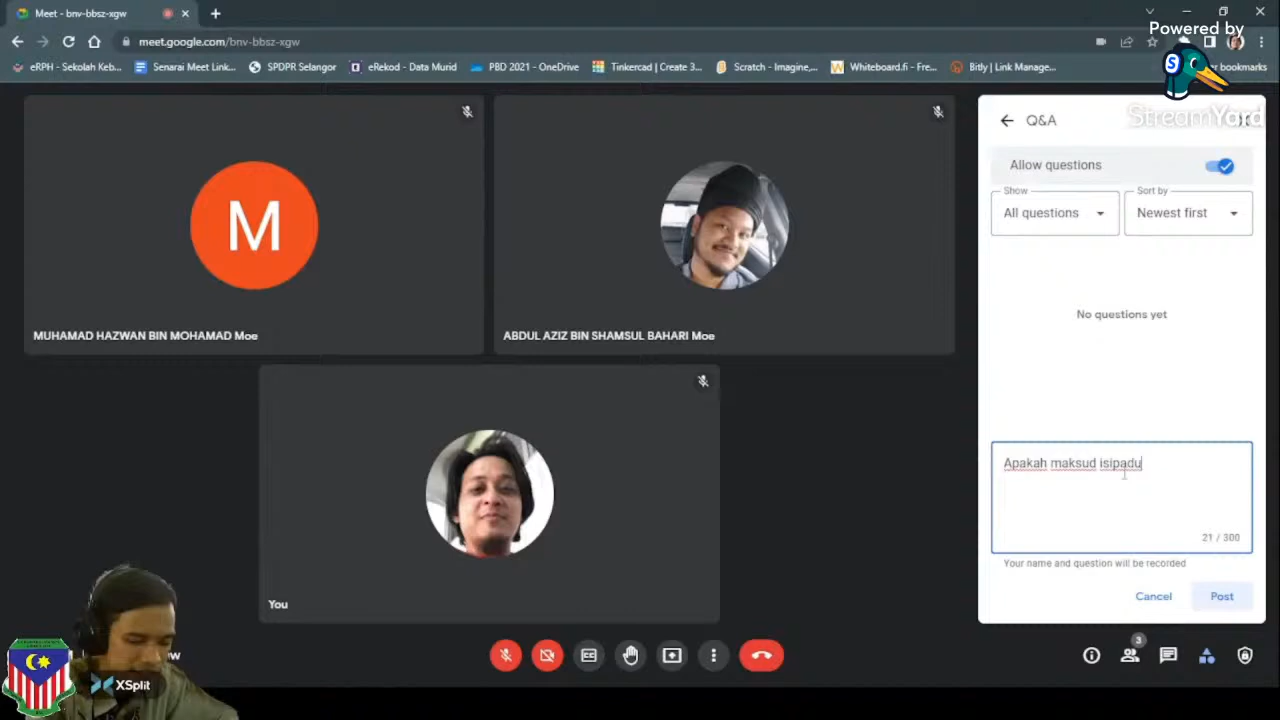 Meet - bnv-bbsz-xgw
meet.google.com/bnv-bbsz-xgw
Powered by
eRPH - Sekolah Keb...
Senarai Meet Link...
SPDPR Selangor
eRekod - Data Murid
PBD 2021 - OneDrive
Tinkercad | Create 3...
Scratch - Imagine,...
Whiteboard.fi - Fre...
Bitly | Link Manage...
bookmarks
S
StreamYard
M
MUHAMAD HAZWAN BIN MOHAMAD Moe
ABDUL AZIZ BIN SHAMSUL BAHARI Moe
You
Q&A
Allow questions
Show
All questions
Sort by
Newest first
No questions yet
Apakah maksud isipadu
21 / 300
Your name and question will be recorded
Cancel
Post
CC
3
XSplit